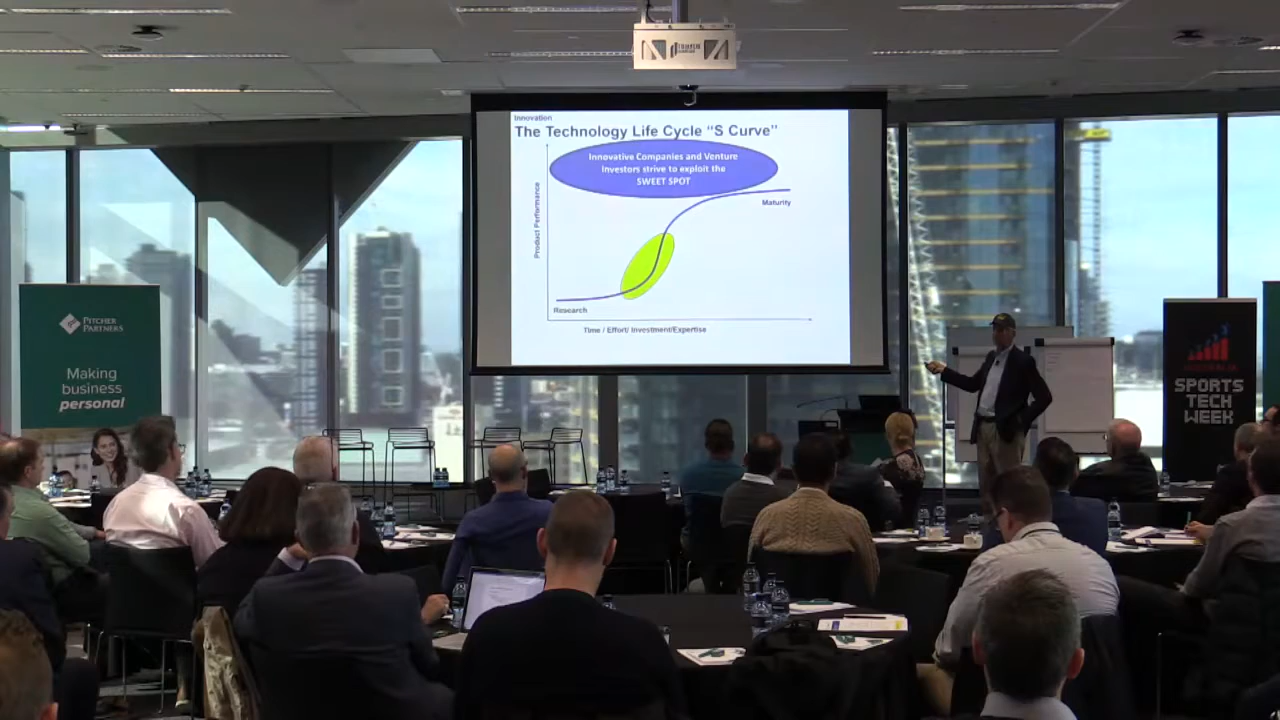 Innovation
The Technology Life Cycle "S Curve"
Innovative Companies and Venture
Investors strive to exploit the
SWEET SPOT
Maturity
Product Performance
Research
Time / Effort/ Investment/Expertise
PITCHER
PARTNERS
Making
business
personal
SPORTS
TECH
WEEK